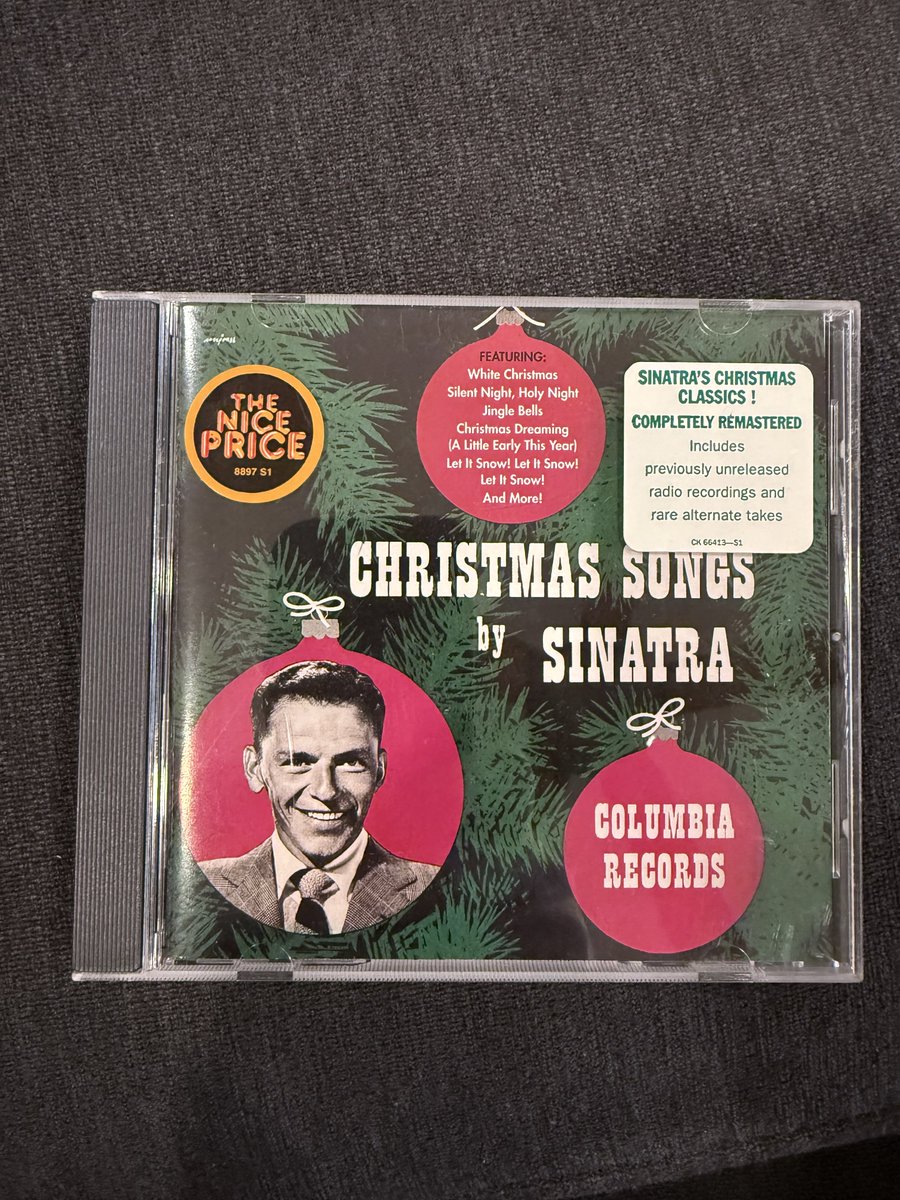 THE
NICE
PRICE
8897 S1
FEATURING:
White Christmas
Silent Night, Holy Night
Jingle Bells
Christmas Dreaming
(A Little Early This Year)
Let It Snow! Let It Snow!
Let It Snow!
And More!
SINATRA'S CHRISTMAS
CLASSICS !
COMPLETELY REMASTERED
Includes
previously unreleased
radio recordings and
rare alternate takes
CK 66413—S1
CHRISTMAS SONGS
by SINATRA
COLUMBIA
RECORDS